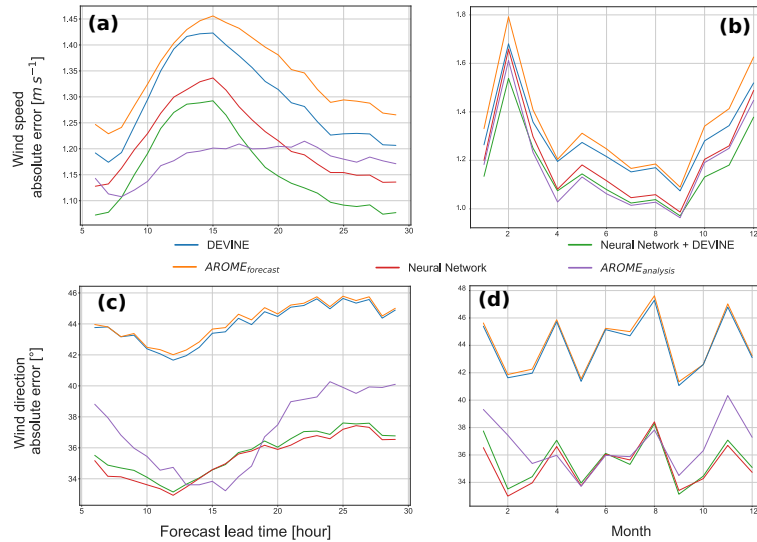 (a)
(b)
Wind speed
absolute error [m s⁻¹]
1.45
1.40
1.35
1.30
1.25
1.20
1.15
1.10
5 10 15 20 25 30
1.8
1.6
1.4
1.2
1.0
0 2 4 6 8 10 12
DEVINE
Neural Network + DEVINE
AROME_forecast
Neural Network
AROME_analysis
(c)
(d)
Wind direction
absolute error [°]
46
44
42
40
38
36
34
5 10 15 20 25 30
Forecast lead time [hour]
48
46
44
42
40
38
36
34
0 2 4 6 8 10 12
Month